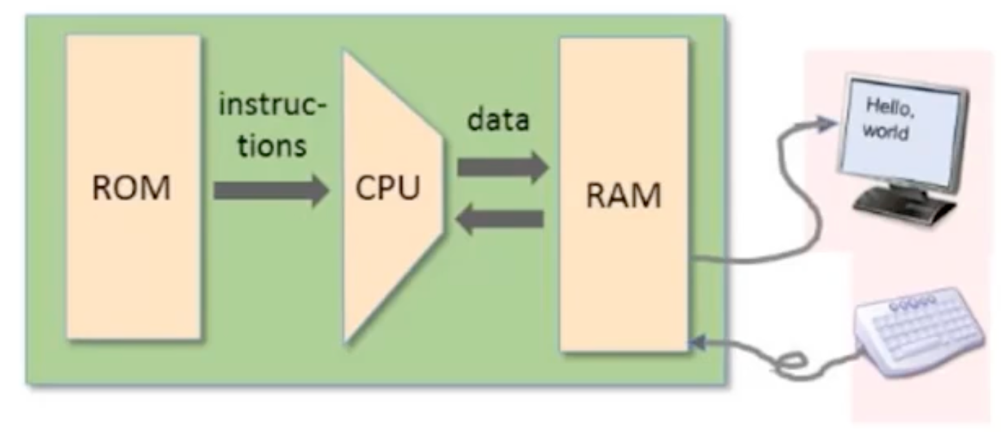 ROM
instruc-
tions
CPU
data
RAM
Hello,
world